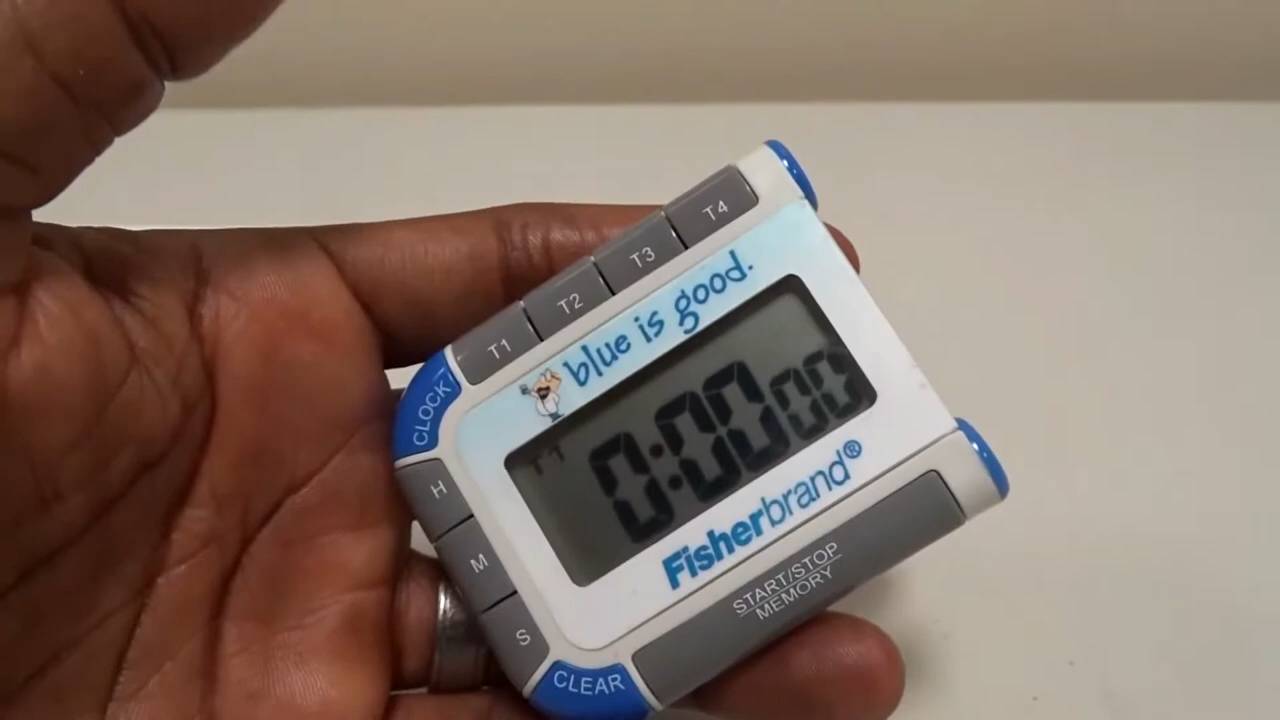 T1 T2 T3 T4
blue is good.
CLOCK
T1
0:00 00
H
M
S
Fisherbrand®
START/STOP
MEMORY
CLEAR